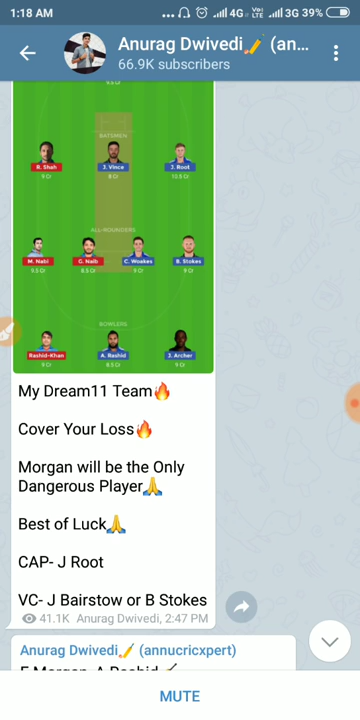 1:18 AM ... 4G VoLTE 3G 39%
Anurag Dwivedi (an...
66.9K subscribers
BATSMEN
R. Shah
J. Vince
J. Root
9 Cr
8 Cr
10.5 Cr
ALL-ROUNDERS
M. Nabi
G. Naib
C. Woakes
B. Stokes
9.5 Cr
8.5 Cr
9 Cr
9 Cr
BOWLERS
Rashid-Khan
A. Rashid
J. Archer
9 Cr
8.5 Cr
9 Cr
My Dream11 Team🔥
Cover Your Loss🔥
Morgan will be the Only
Dangerous Player🙏
Best of Luck🙏
CAP- J Root
VC- J Bairstow or B Stokes
41.1K Anurag Dwivedi, 2:47 PM
Anurag Dwivedi (annucricxpert)
MUTE